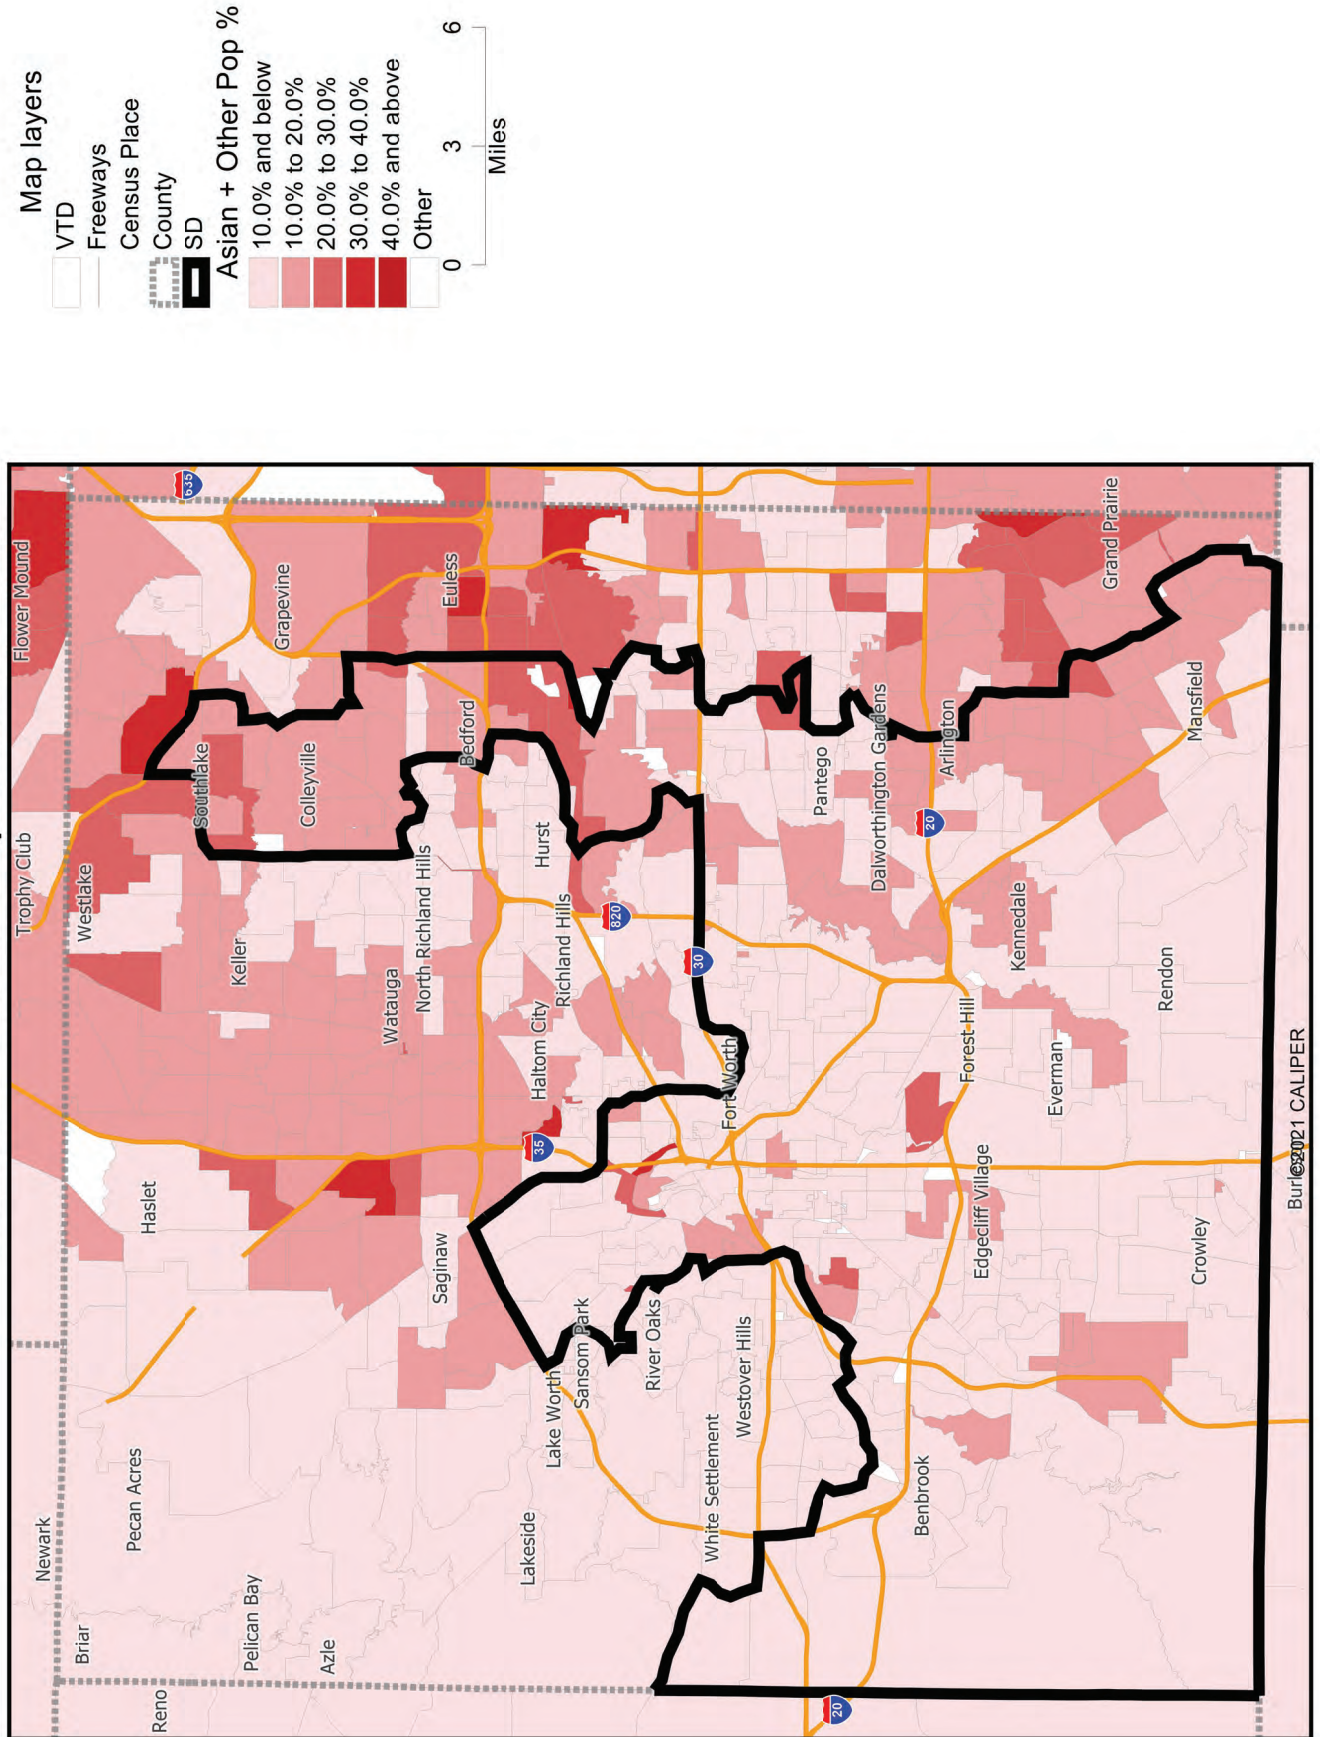 Map layers
VTD
Freeways
Census Place
County
SD
Asian + Other Pop %
10.0% and below
10.0% to 20.0%
20.0% to 30.0%
30.0% to 40.0%
40.0% and above
Other
0 3 6
Miles
Newark
Trophy Club
Flower Mound
Briar
Westlake
Reno
Pecan Acres
Haslet
635
Southlake
Pelican Bay
Keller
Grapevine
Azle
Colleyville
Watauga
North Richland Hills
Saginaw
Euless
Bedford
Lakeside
Lake Worth
35
Haltom City
Hurst
Sansom Park
Richland Hills
820
River Oaks
30
White Settlement
Westover Hills
Fort Worth
Pantego
20
Dalworthington Gardens
Benbrook
20
Arlington
Forest Hill
Edgecliff Village
Kennedale
Everman
Grand Prairie
Rendon
Crowley
Mansfield
©2021 CALIPER